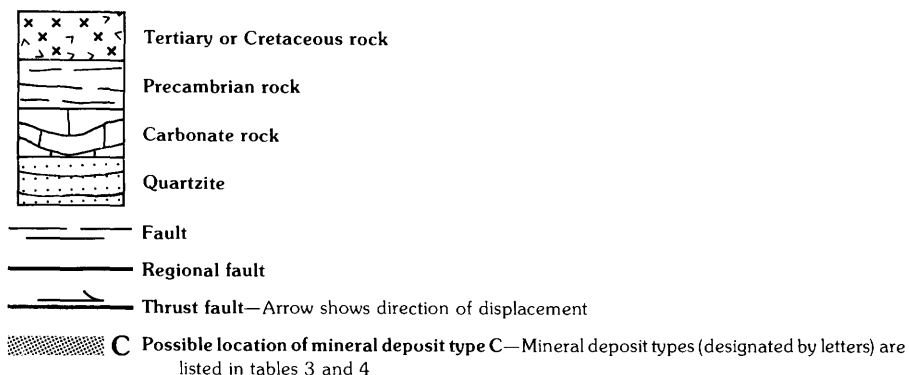 Tertiary or Cretaceous rock
Precambrian rock
Carbonate rock
Quartzite
Fault
Regional fault
Thrust fault—Arrow shows direction of displacement
C Possible location of mineral deposit type C—Mineral deposit types (designated by letters) are
listed in tables 3 and 4